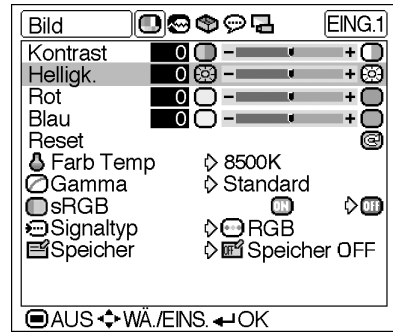 Bild EING.1
Kontrast 0 - +
Helligk. 0 - +
Rot 0 - +
Blau 0 - +
Reset
Farb Temp 8500K
Gamma Standard
sRGB ON OFF
Signaltyp RGB
Speicher OFF Speicher OFF
AUS WÄ./EINS. OK